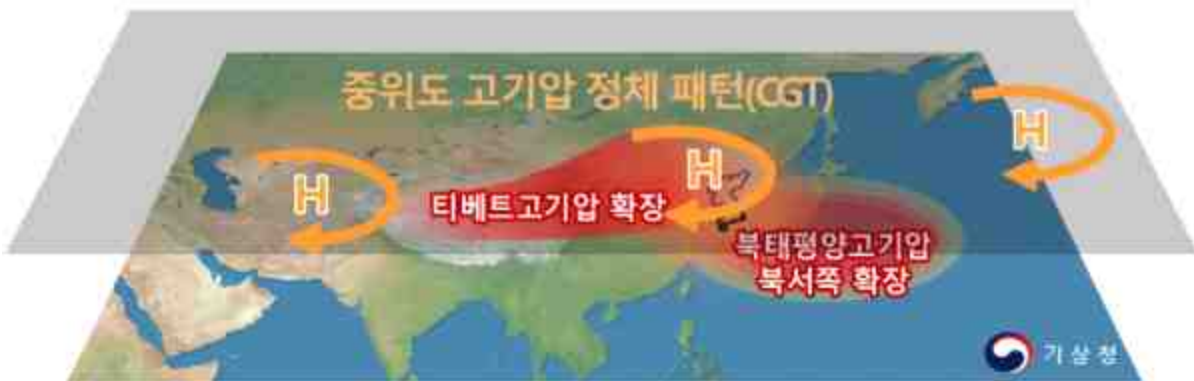 중위도 고기압 정체 패턴(CGT)
H
H
H
티베트고기압 확장
북태평양고기압
북서쪽 확장
기상청